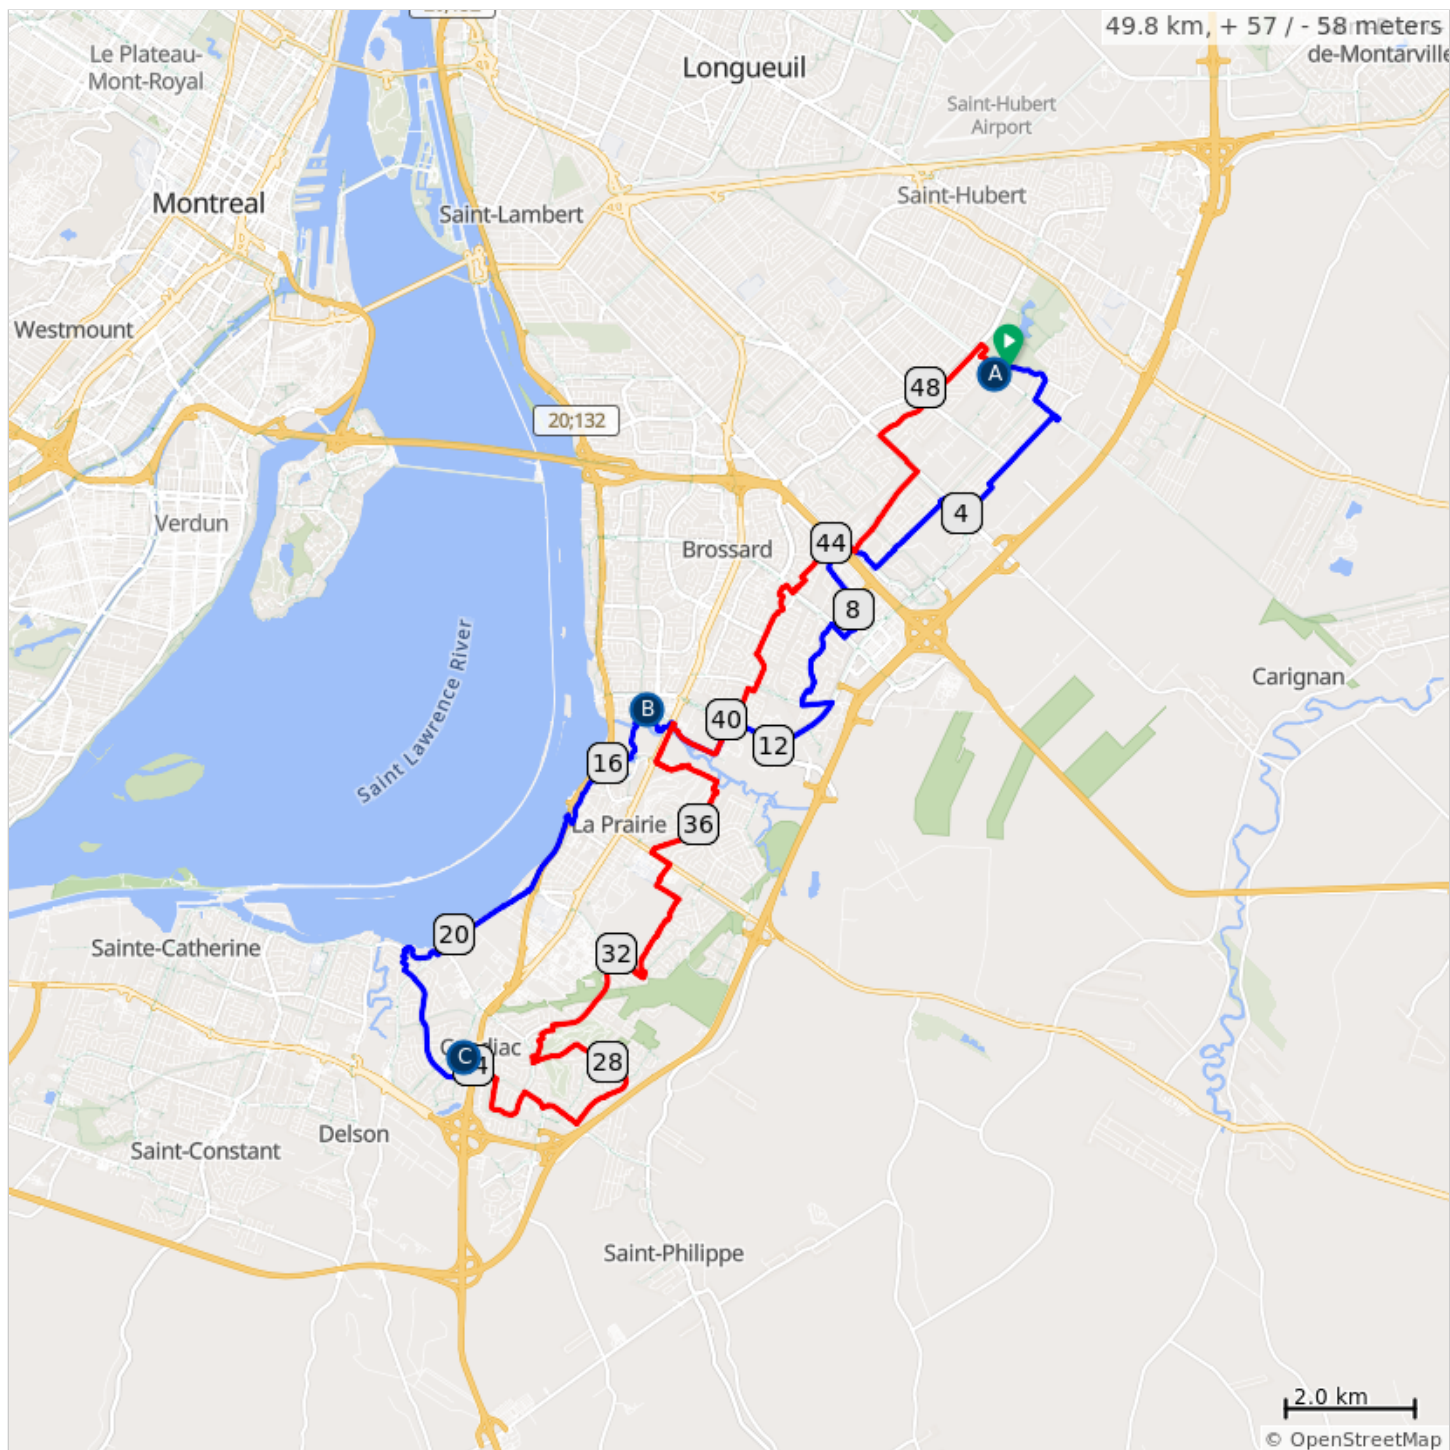 49.8 km, + 57 / - 58 meters
de-Montarville
Le Plateau-
Mont-Royal
Longueuil
Saint-Hubert
Airport
Saint-Hubert
Montreal
Saint-Lambert
Westmount
A
48
20;132
4
Verdun
44
Brossard
8
Saint Lawrence River
Carignan
B
40
12
16
La Prairie
36
20
Sainte-Catherine
32
C
28
Delson
Saint-Constant
Saint-Philippe
2.0 km
© OpenStreetMap